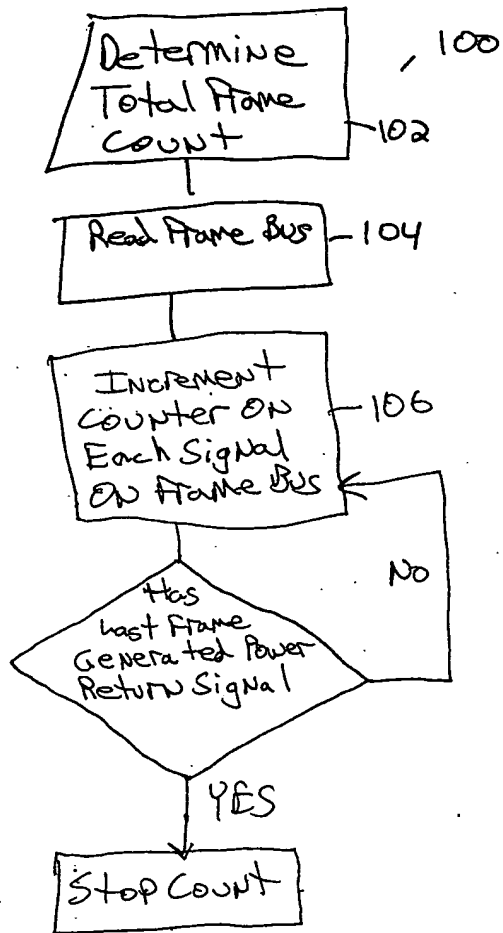 Determine
Total Frame
Count
100
102
Read Frame Bus
104
Increment
Counter On
Each Signal
On Frame Bus
106
Has
Last Frame
Generated Power
Return Signal
No
YES
Stop Count